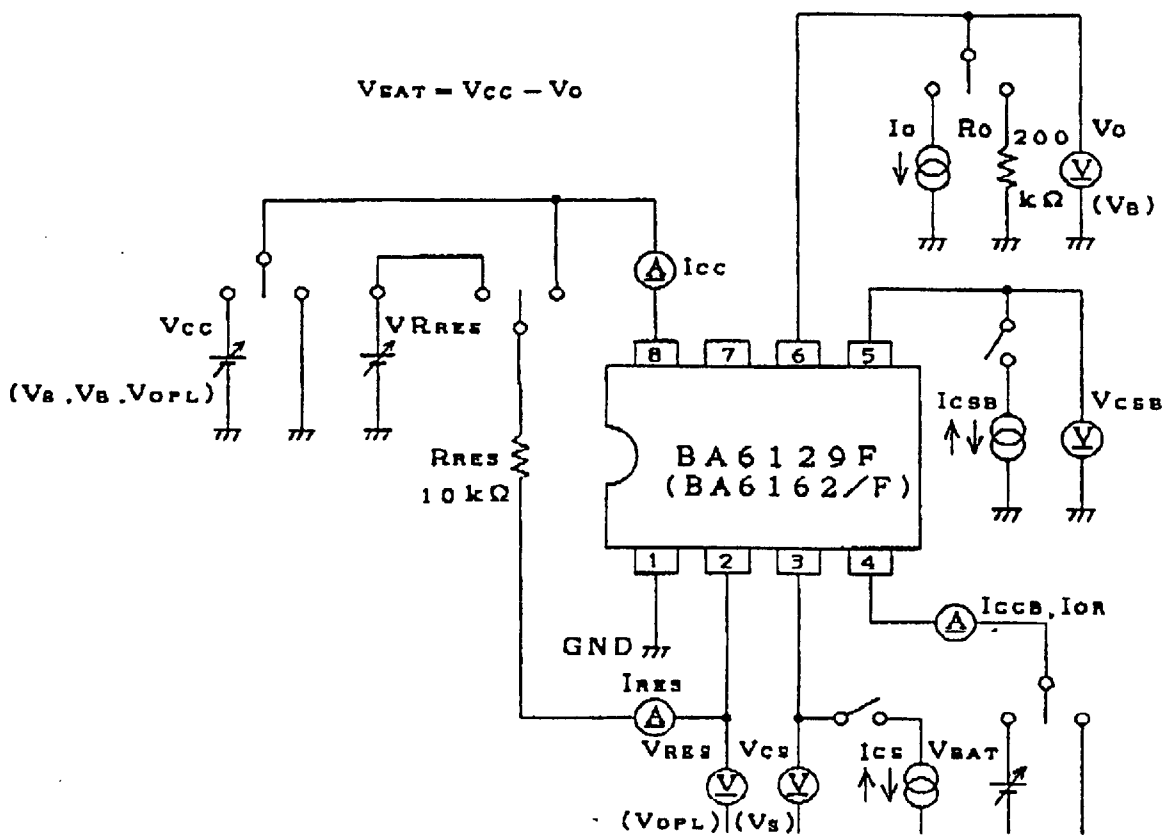 VSAT = VCC − VO
IO
RO
200
kΩ
VO
(VB)
ICC
VCC
VRRES
(VS, VB, VOPL)
8 7 6 5
ICSB
VCSB
RRES
10kΩ
BA6129F
(BA6162/F)
1 2 3 4
GND
A ICCB, IOR
IRES
A
VRES VCS
ICS VBAT
V V
(VOPL) (VS)
A
V
V